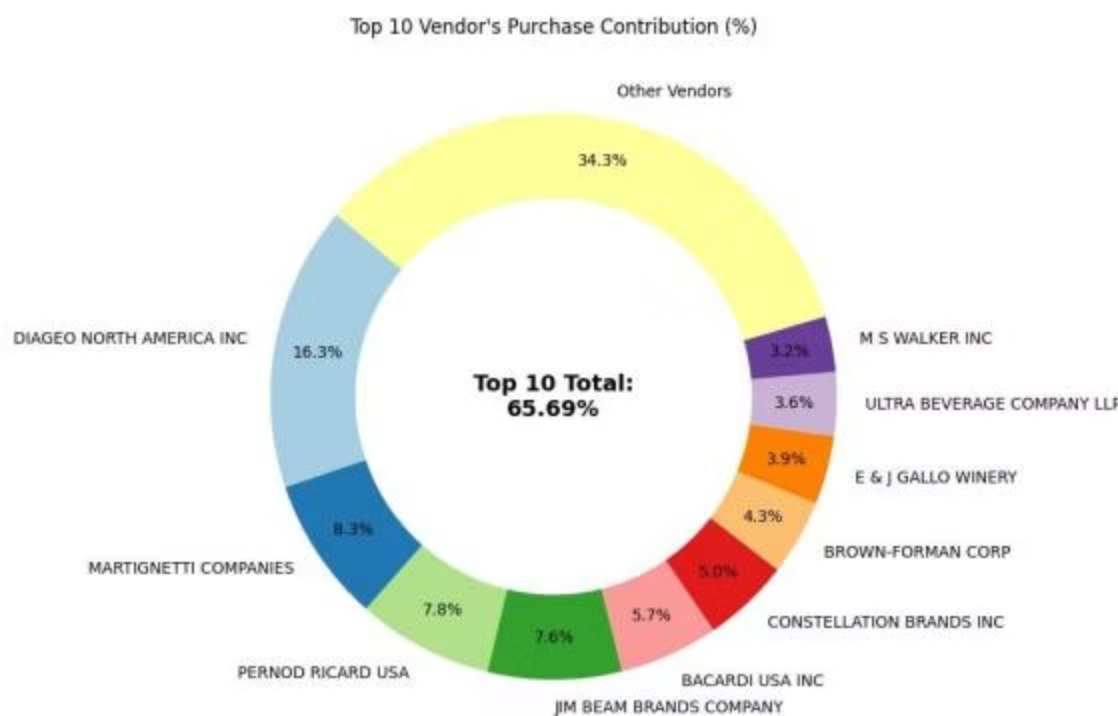 Top 10 Vendor's Purchase Contribution (%)
Other Vendors
34.3%
DIAGEO NORTH AMERICA INC
16.3%
M S WALKER INC
3.2%
Top 10 Total:
65.69%
3.6%
ULTRA BEVERAGE COMPANY LLP
3.9%
E & J GALLO WINERY
4.3%
BROWN-FORMAN CORP
8.3%
MARTIGNETTI COMPANIES
5.0%
CONSTELLATION BRANDS INC
7.8%
PERNOD RICARD USA
7.6%
JIM BEAM BRANDS COMPANY
5.7%
BACARDI USA INC